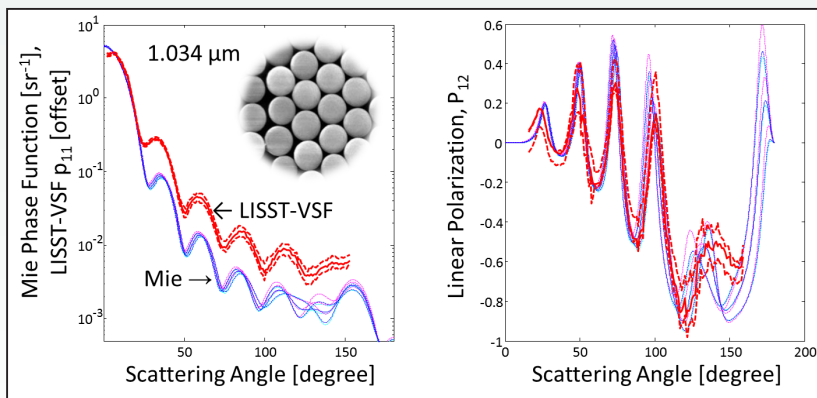 Mie Phase Function [sr⁻¹],
LISST-VSF p₁₁ [offset]
10¹
10⁰
10⁻¹
10⁻²
10⁻³
1.034 µm
← LISST-VSF
Mie →
50
100
150
Scattering Angle [degree]
Linear Polarization, P₁₂
0.6
0.4
0.2
0
-0.2
-0.4
-0.6
-0.8
-1
0
50
100
150
200
Scattering Angle [degree]